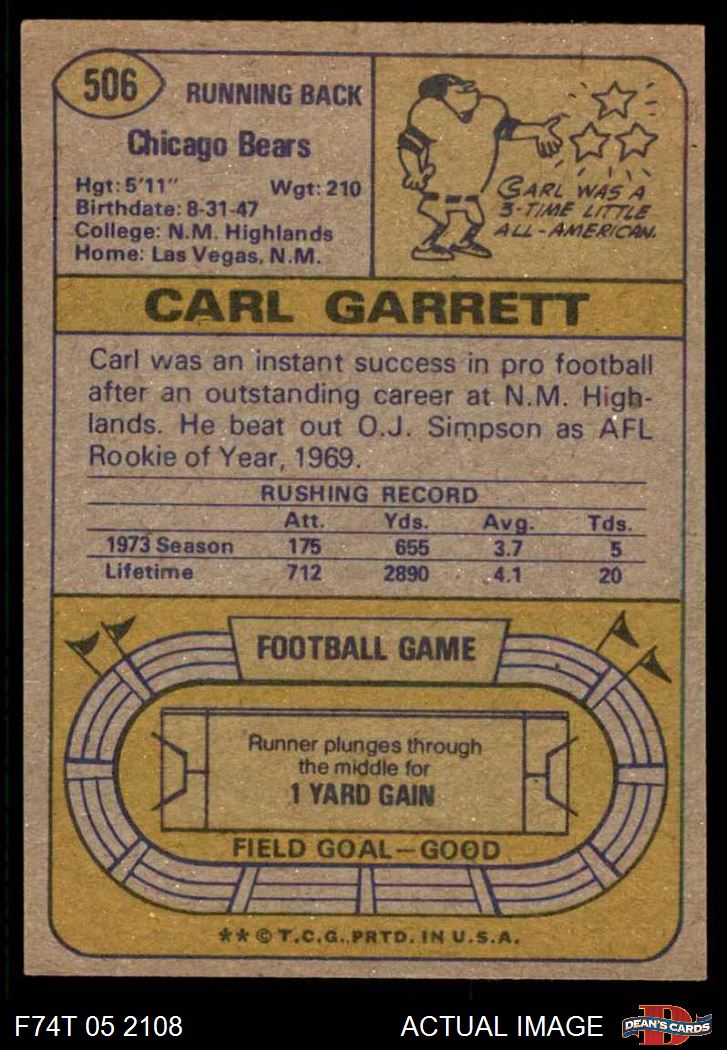 506
RUNNING BACK
Chicago Bears
Hgt: 5'11" Wgt: 210
Birthdate: 8-31-47
College: N.M. Highlands
Home: Las Vegas, N.M.
CARL WAS A
3-TIME LITTLE
ALL-AMERICAN.
CARL GARRETT
Carl was an instant success in pro football
after an outstanding career at N.M. High-
lands. He beat out O.J. Simpson as AFL
Rookie of Year, 1969.
RUSHING RECORD
Att. Yds. Avg. Tds.
1973 Season 175 655 3.7 5
Lifetime 712 2890 4.1 20
FOOTBALL GAME
Runner plunges through
the middle for
1 YARD GAIN
FIELD GOAL—GOOD
** © T.C.G. PRTD. IN U.S.A.
F74T 05 2108 ACTUAL IMAGE
D
DEAN'S CARDS